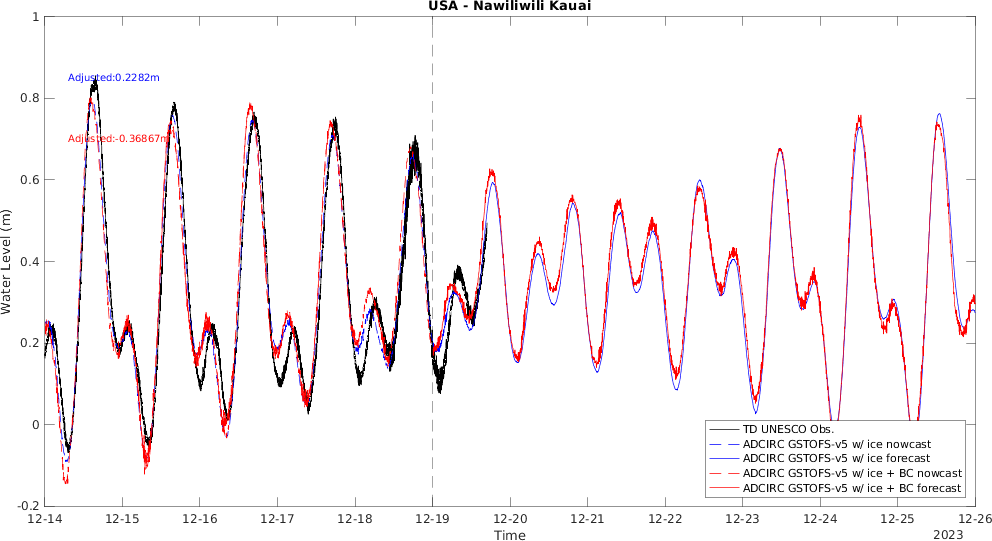 USA - Nawiliwili Kauai
1
0.8
0.6
0.4
0.2
0
-0.2
Water Level (m)
Adjusted:0.2282m
Adjusted:-0.36867m
TD UNESCO Obs.
ADCIRC GSTOFS-v5 w/ ice nowcast
ADCIRC GSTOFS-v5 w/ ice forecast
ADCIRC GSTOFS-v5 w/ ice + BC nowcast
ADCIRC GSTOFS-v5 w/ ice + BC forecast
12-14 12-15 12-16 12-17 12-18 12-19 12-20 12-21 12-22 12-23 12-24 12-25 12-26
Time
2023